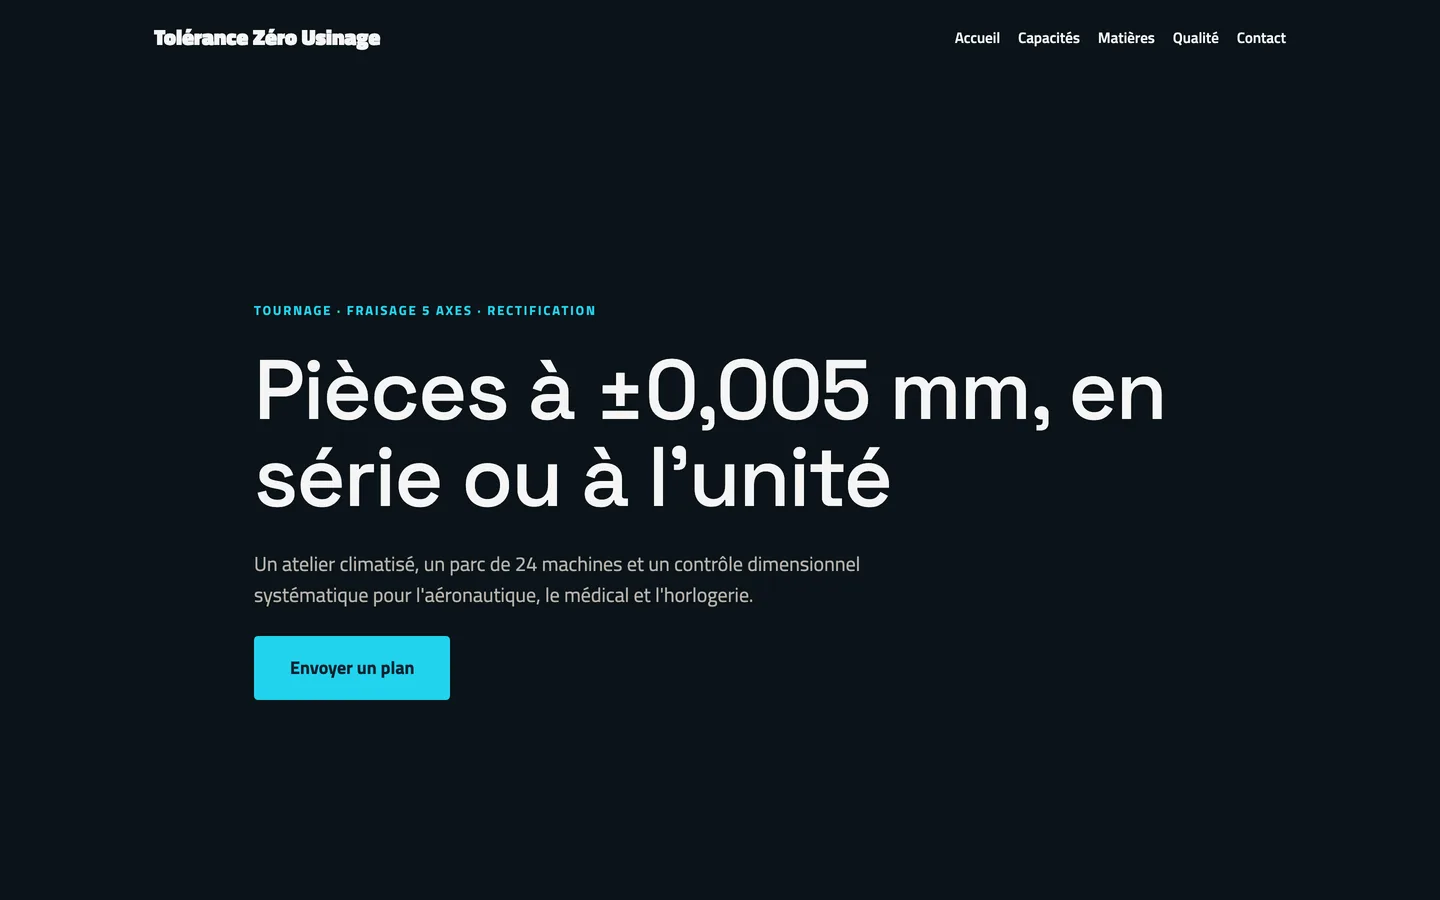 Tolérance Zéro Usinage
Accueil Capacités Matières Qualité Contact
TOURNAGE · FRAISAGE 5 AXES · RECTIFICATION
Pièces à ±0,005 mm, en
série ou à l’unité
Un atelier climatisé, un parc de 24 machines et un contrôle dimensionnel
systématique pour l'aéronautique, le médical et l'horlogerie.
Envoyer un plan